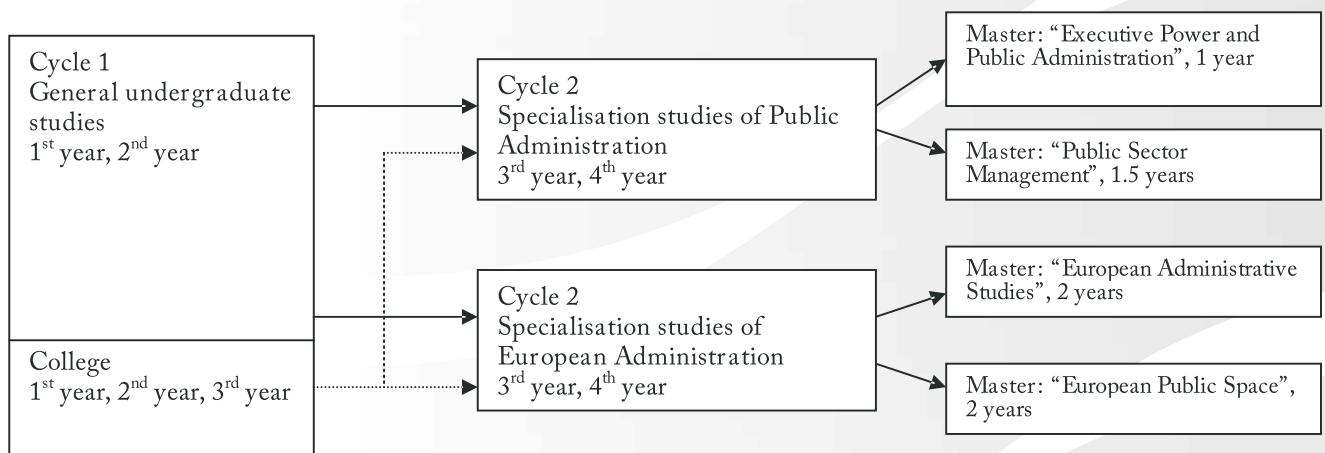 Cycle 1
General undergraduate
studies
1st year, 2nd year
College
1st year, 2nd year, 3rd year
Cycle 2
Specialisation studies of Public
Administration
3rd year, 4th year
Cycle 2
Specialisation studies of
European Administration
3rd year, 4th year
Master: “Executive Power and
Public Administration”, 1 year
Master: “Public Sector
Management”, 1.5 years
Master: “European Administrative
Studies”, 2 years
Master: “European Public Space”,
2 years